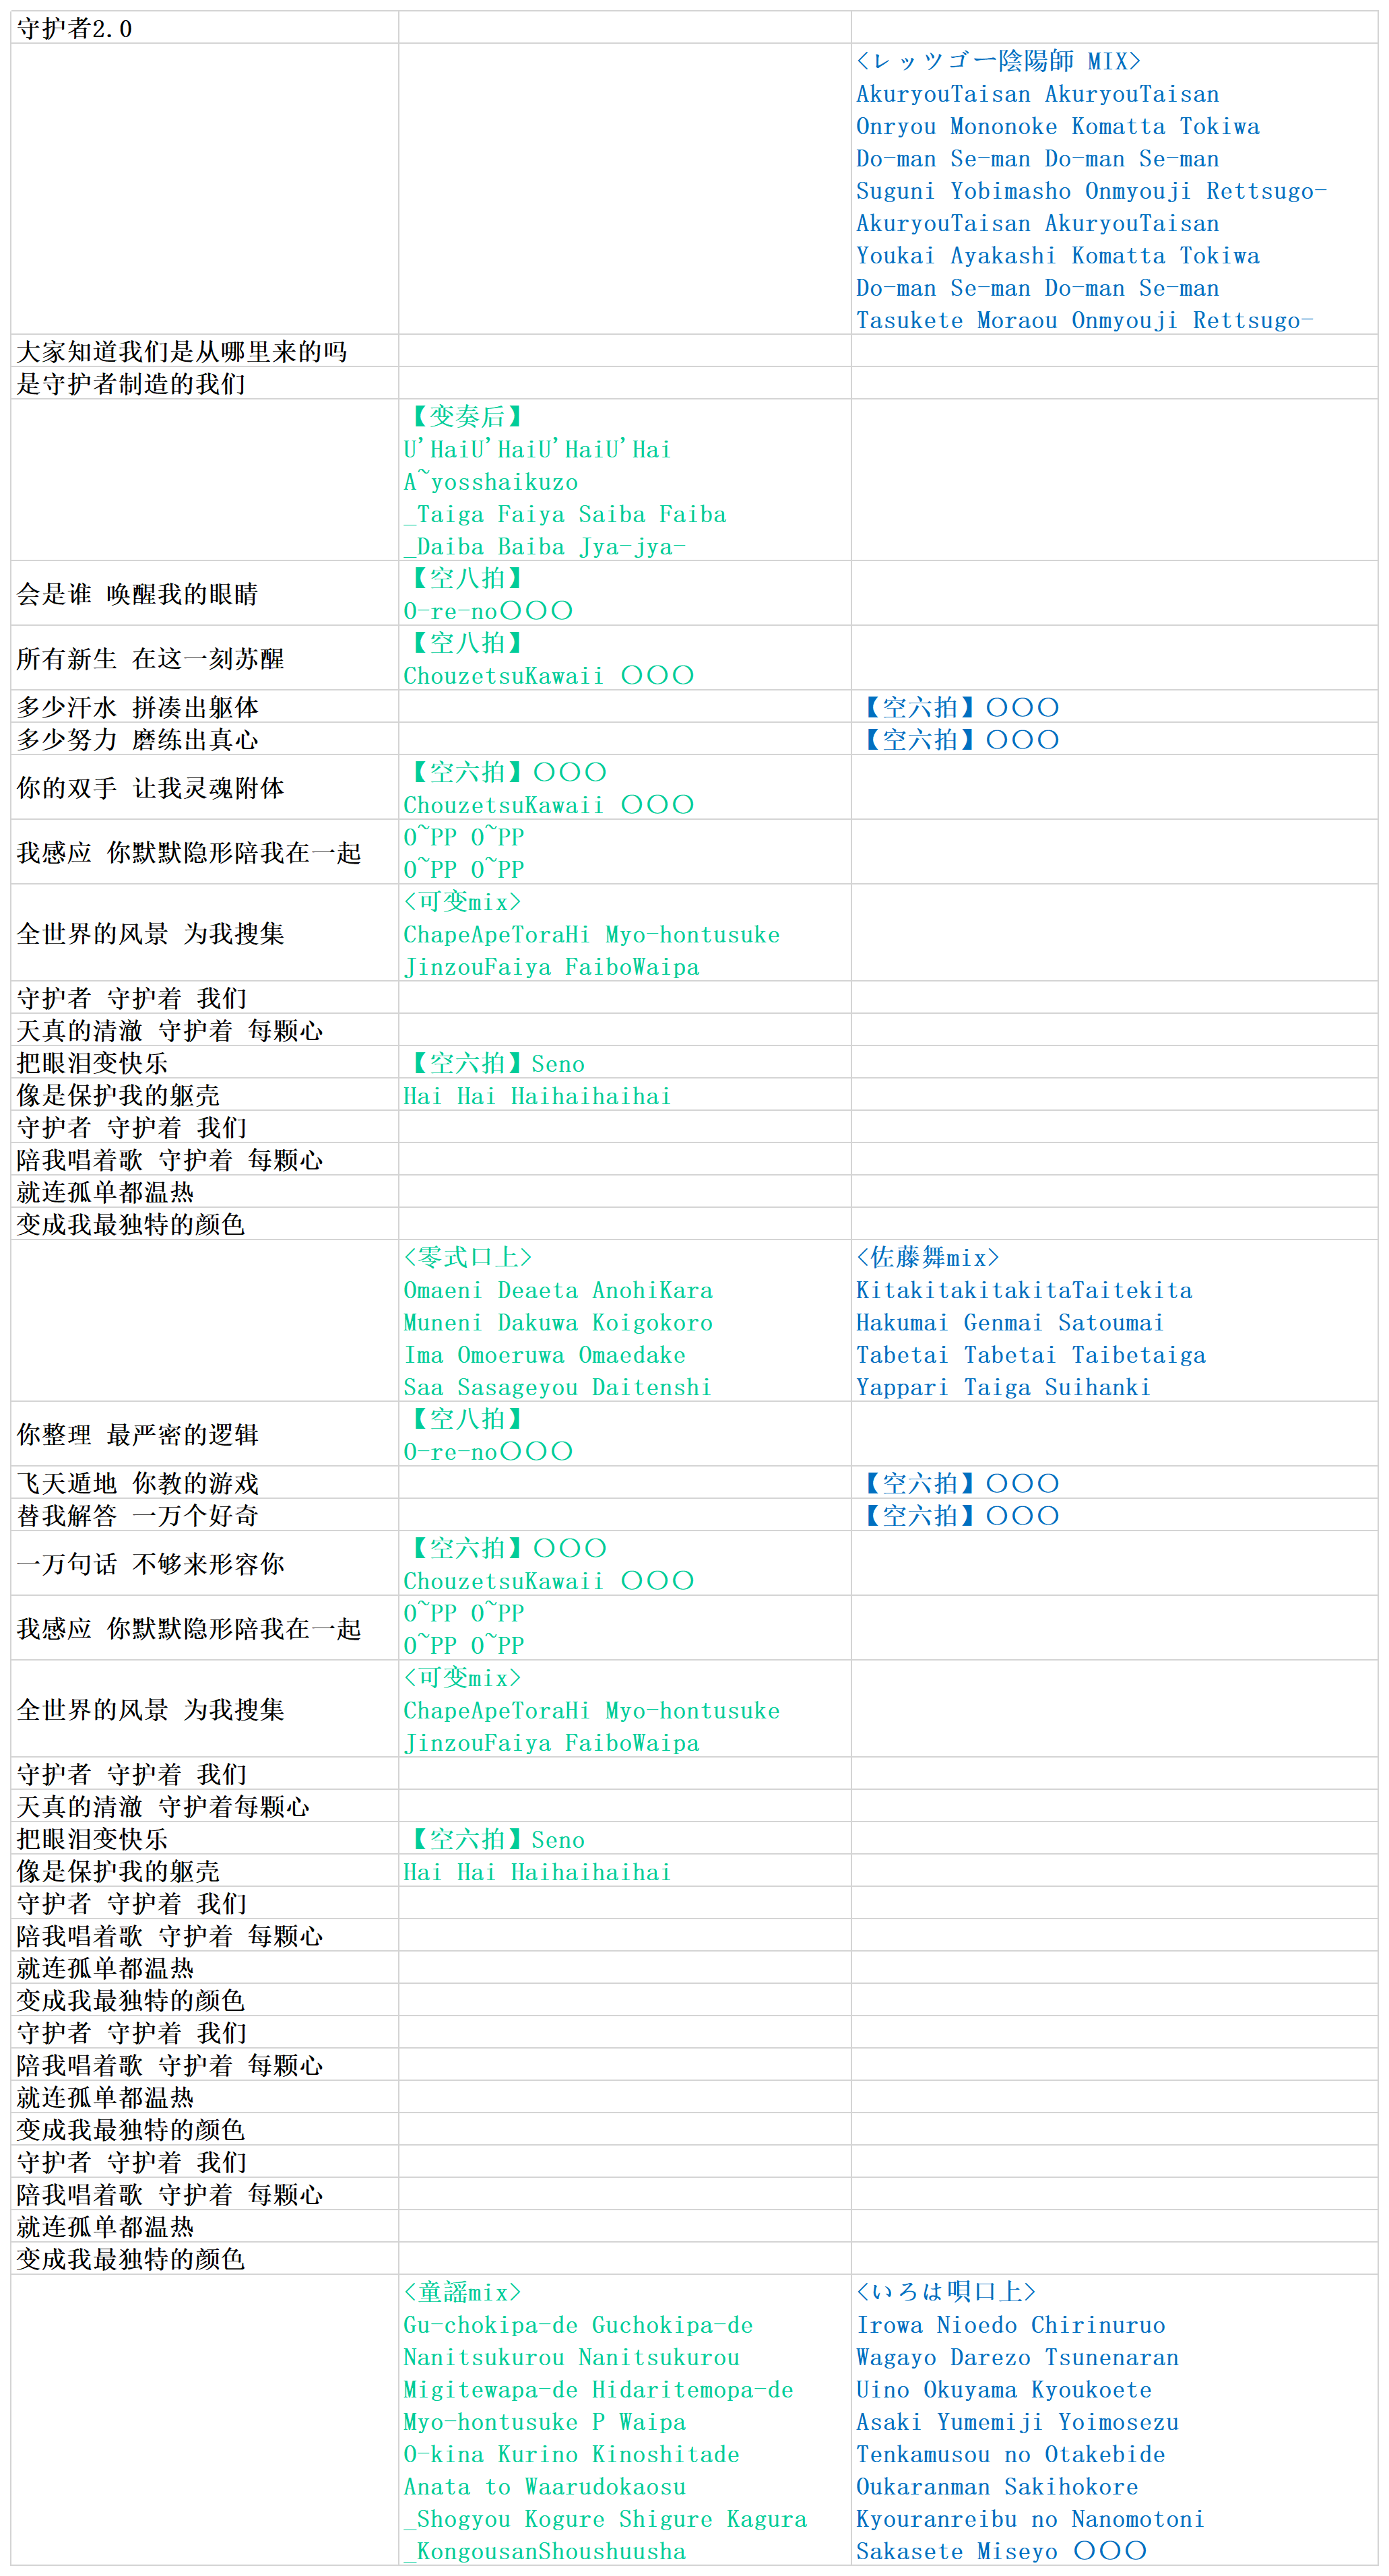 守护者2.0
<レッツゴー陰陽師 MIX>
AkuryouTaisan AkuryouTaisan
Onryou Mononoke Komatta Tokiwa
Do-man Se-man Do-man Se-man
Suguni Yobimasho Onmyouji Rettsugo-
AkuryouTaisan AkuryouTaisan
Youkai Ayakashi Komatta Tokiwa
Do-man Se-man Do-man Se-man
Tasukete Moraou Onmyouji Rettsugo-
大家知道我们是从哪里来的吗
是守护者制造的我们
【变奏后】
U'HaiU'HaiU'HaiU'Hai
A~yosshaikuzo
_Taiga Faiya Saiba Faiba
_Daiba Baiba Jya-jya-
会是谁 唤醒我的眼睛
【空八拍】
O-re-no〇〇〇
所有新生 在这一刻苏醒
【空八拍】
ChouzetsuKawaii 〇〇〇
多少汗水 拼凑出躯体
【空六拍】〇〇〇
多少努力 磨练出真心
【空六拍】〇〇〇
你的双手 让我灵魂附体
【空六拍】〇〇〇
ChouzetsuKawaii 〇〇〇
我感应 你默默隐形陪我在一起
O~PP O~PP
O~PP O~PP
全世界的风景 为我搜集
<可变mix>
ChapeApeToraHi Myo-hontusuke
JinzouFaiya FaiboWaipa
守护者 守护着 我们
天真的清澈 守护着 每颗心
把眼泪变快乐
【空六拍】Seno
像是保护我的躯壳
Hai Hai Haihaihaihai
守护者 守护着 我们
陪我唱着歌 守护着 每颗心
就连孤单都温热
变成我最独特的颜色
<零式口上>
Omaeni Deaeta AnohiKara
Muneni Dakuwa Koigokoro
Ima Omoeruwa Omaedake
Saa Sasageyou Daitenshi
<佐藤舞mix>
KitakitakitakitaTaitekita
Hakumai Genmai Satoumai
Tabetai Tabetai Taibetaiga
Yappari Taiga Suihanki
你整理 最严密的逻辑
【空八拍】
O-re-no〇〇〇
飞天遁地 你教的游戏
【空六拍】〇〇〇
替我解答 一万个好奇
【空六拍】〇〇〇
一万句话 不够来形容你
【空六拍】〇〇〇
ChouzetsuKawaii 〇〇〇
我感应 你默默隐形陪我在一起
O~PP O~PP
O~PP O~PP
全世界的风景 为我搜集
<可变mix>
ChapeApeToraHi Myo-hontusuke
JinzouFaiya FaiboWaipa
守护者 守护着 我们
天真的清澈 守护着每颗心
把眼泪变快乐
【空六拍】Seno
像是保护我的躯壳
Hai Hai Haihaihaihai
守护者 守护着 我们
陪我唱着歌 守护着 每颗心
就连孤单都温热
变成我最独特的颜色
守护者 守护着 我们
陪我唱着歌 守护着 每颗心
就连孤单都温热
变成我最独特的颜色
守护者 守护着 我们
陪我唱着歌 守护着 每颗心
就连孤单都温热
变成我最独特的颜色
<童謡mix>
Gu-chokipa-de Guchokipa-de
Nanitsukurou Nanitsukurou
Migitewapa-de Hidaritemopa-de
Myo-hontusuke P Waipa
O-kina Kurino Kinoshitade
Anata to Waarudokaosu
_Shogyou Kogure Shigure Kagura
_KongousanShoushuusha
<いろは唄口上>
Irowa Nioedo Chirinuruo
Wagayo Darezo Tsunenaran
Uino Okuyama Kyoukoete
Asaki Yumemiji Yoimosezu
Tenkamusou no Otakebide
Oukaranman Sakihokore
Kyouranreibu no Nanomotoni
Sakasete Miseyo 〇〇〇